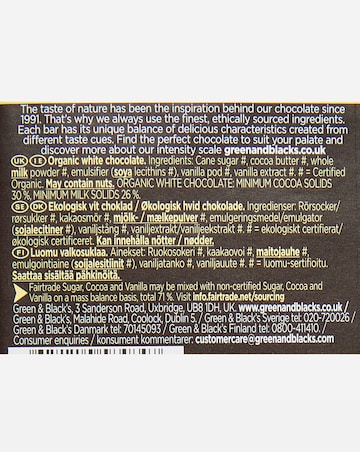 The taste of nature has been the inspiration behind our chocolate since
1991. That's why we always use the finest, ethically sourced ingredients.
Each bar has its unique balance of delicious characteristics created from
different taste cues. Find the perfect chocolate to suit your palate and
discover more about our intensity scale greenandblacks.co.uk
UK IE Organic white chocolate. Ingredients: Cane sugar #, cocoa butter #, whole
milk powder #, emulsifier (soya lecithins #), vanilla pod #, vanilla extract #. # = Certified
Organic. May contain nuts. ORGANIC WHITE CHOCOLATE: MINIMUM COCOA SOLIDS
30 %, MINIMUM MILK SOLIDS 26 %.
SE DK Ekologisk vit choklad / Økologisk hvid chokolade. Ingredienser: Rörsocker/
rørsukker #, kakaosmör #, mjölk- / mælkepulver #, emulgeringsmedel/emulgator
(sojalecitiner #), vaniljstång #, vaniljextrakt/vaniljeekstrakt #. # = ekologiskt certifierat/
økologisk certificeret. Kan innehålla nötter / nødder.
FI Luomu valkosuklaa. Ainekset: Ruokosokeri #, kaakaovoi #, maitojauhe #,
emulgointiaine (soijalesitiinit #), vaniljatanko #, vaniljauute #. # = luomu-sertifioitu.
Saattaa sisältää pähkinöitä.
Fairtrade Sugar, Cocoa and Vanilla may be mixed with non-certified Sugar, Cocoa and
Vanilla on a mass balance basis, total 71 %. Visit info.fairtrade.net/sourcing
Green & Black's, 3 Sanderson Road, Uxbridge, UB8 1DH, UK. www.greenandblacks.co.uk /
Green & Black's, Malahide Road, Coolock, Dublin 5. / Green & Black's Sverige tel: 020-720026 /
Green & Black's Danmark tel: 70145093 / Green & Black's Finland tel: 0800-411410. /
Consumer enquiries / konsument kommentarer: customercare@greenandblacks.com